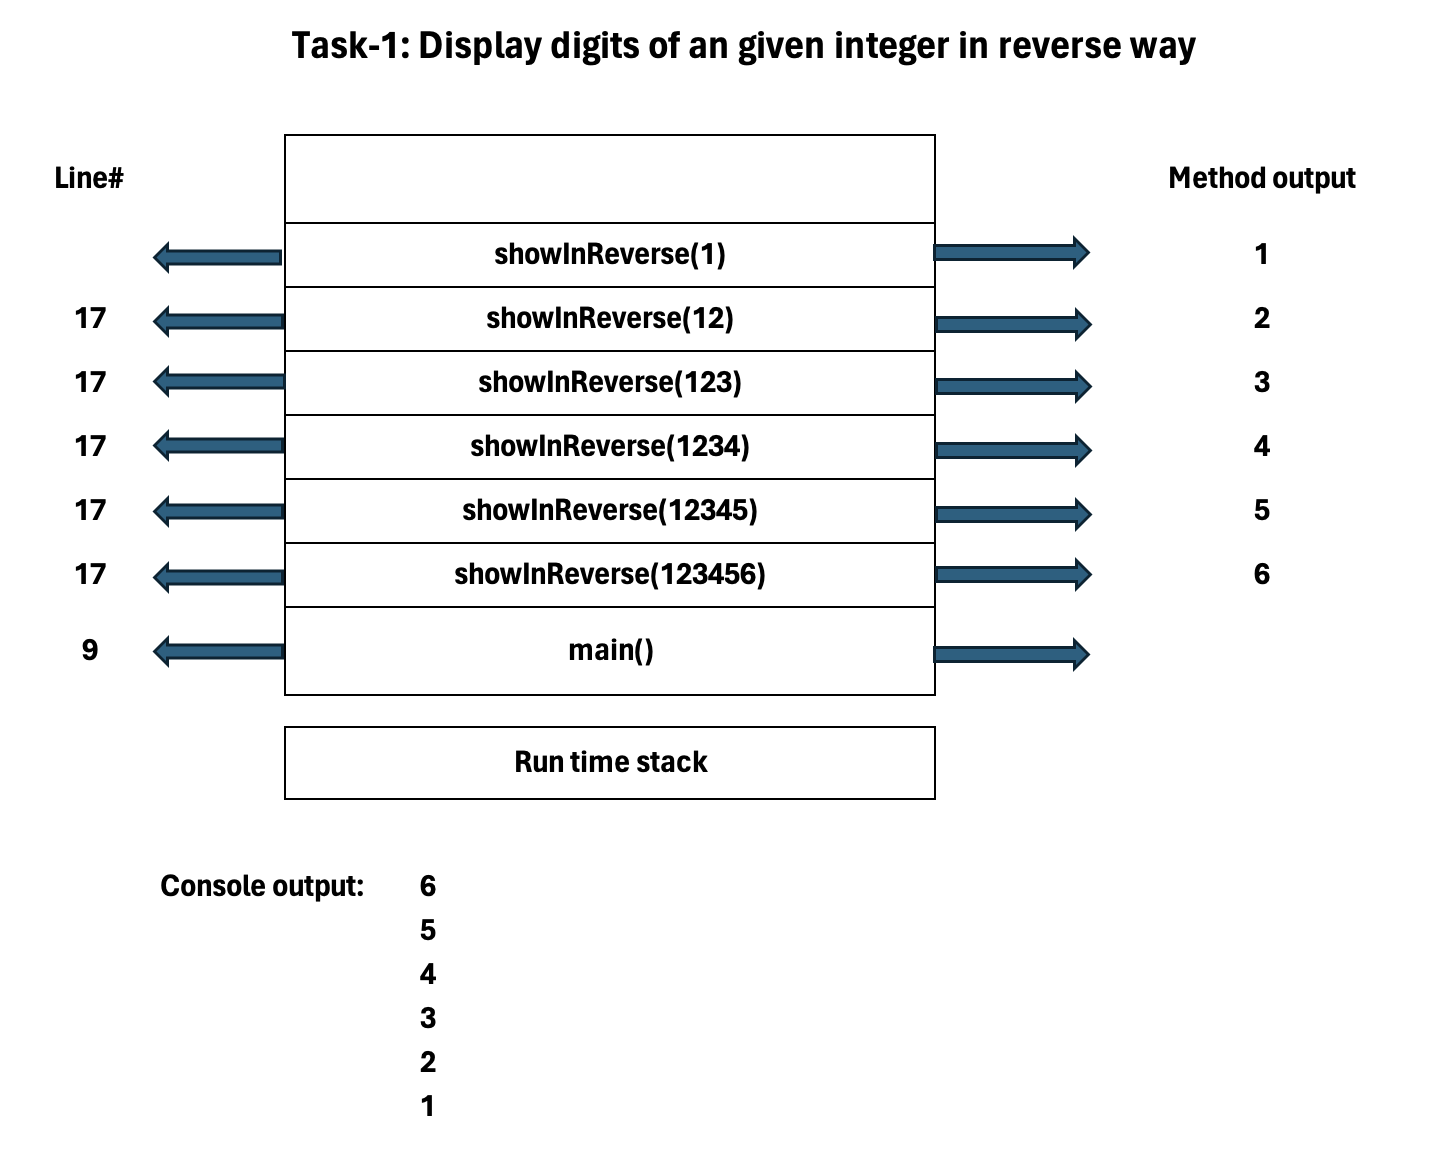 Task-1: Display digits of an given integer in reverse way
Line# Method output
showInReverse(1) 1
17 showInReverse(12) 2
17 showInReverse(123) 3
17 showInReverse(1234) 4
17 showInReverse(12345) 5
17 showInReverse(123456) 6
9 main()
Run time stack
Console output: 6
5
4
3
2
1